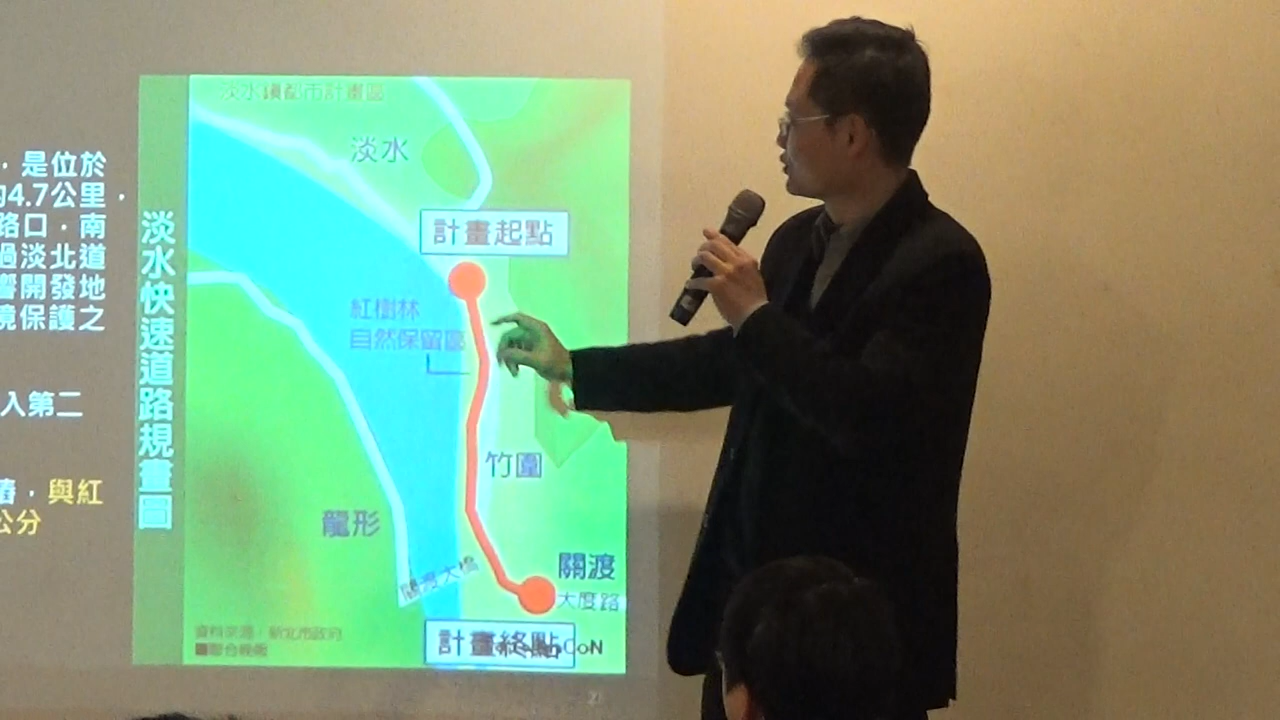 ，是位於
的4.7公里，
路口，南
過淡北道
響開發地
境保護之
入第二
，與紅
公分
淡水快速道路規畫圖
淡水鎮都市計畫區
淡水
計畫起點
紅樹林
自然保留區
竹圍
龍形
關渡大橋
關渡
大度路
計畫終點
資料來源：新北市政府
■聯合晚報